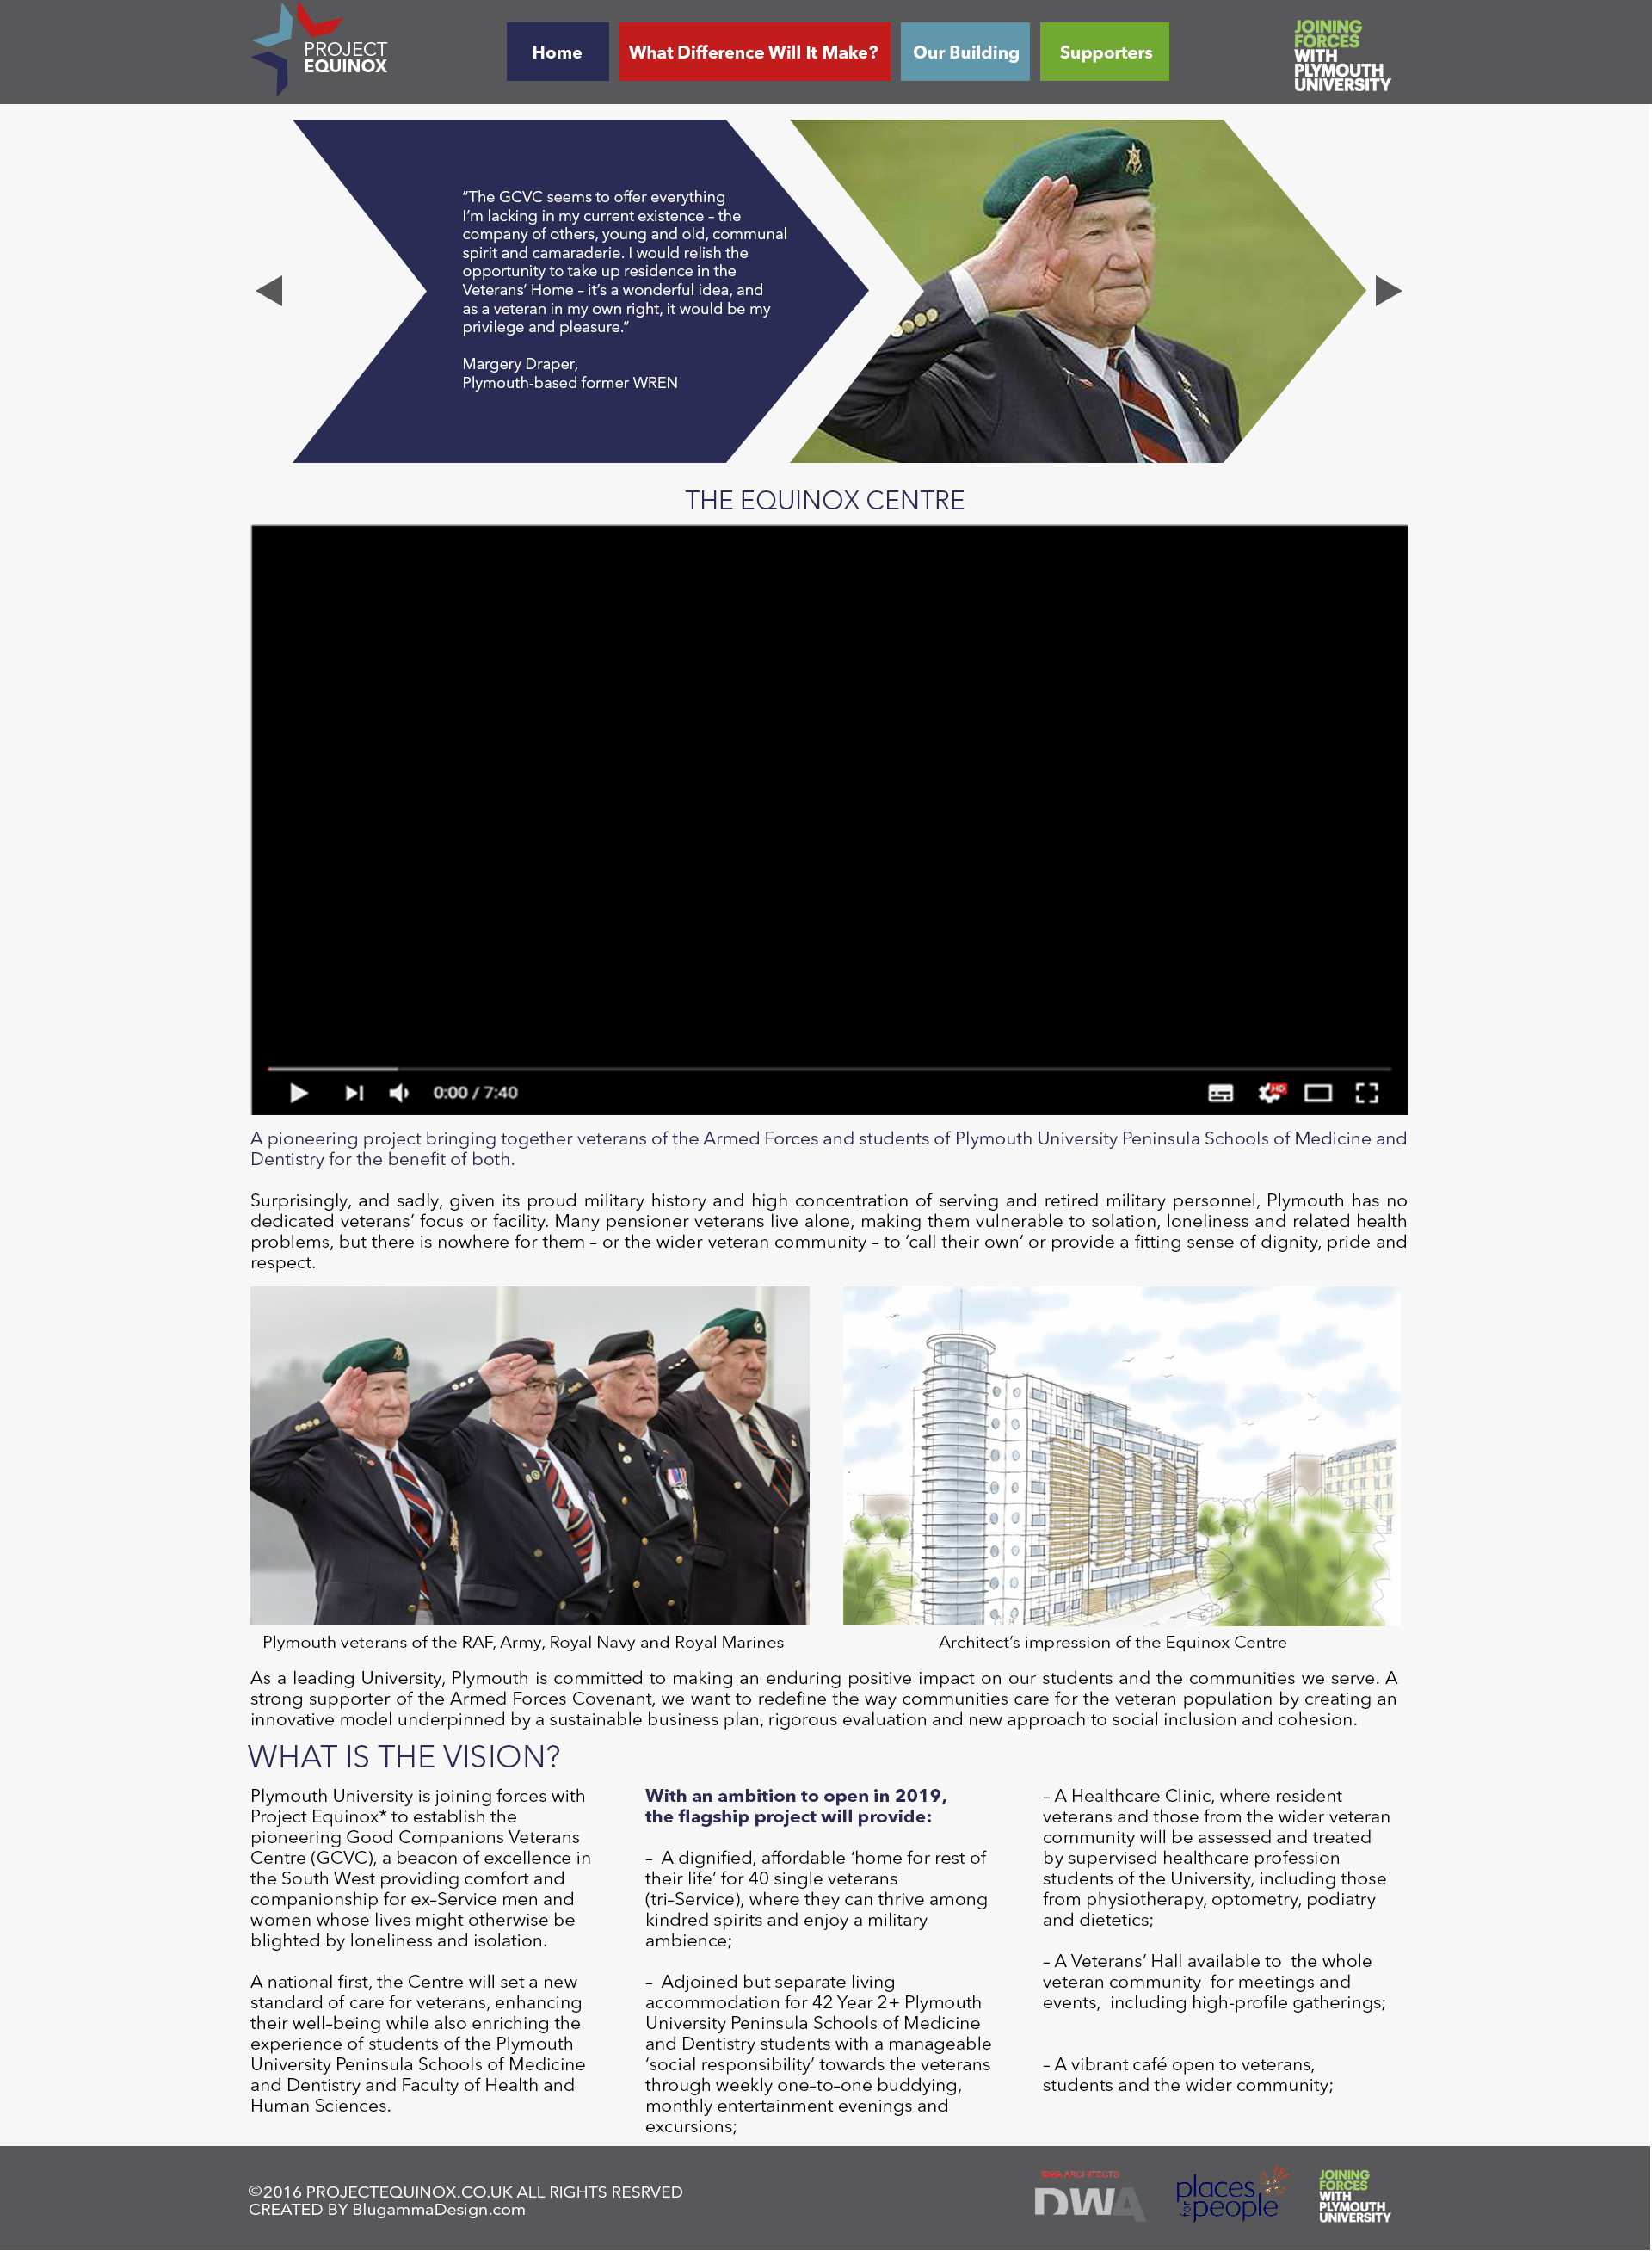 PROJECT
EQUINOX
Home
What Difference Will It Make?
Our Building
Supporters
JOINING
FORCES
WITH
PLYMOUTH
UNIVERSITY
“The GCVC seems to offer everything
I’m lacking in my current existence – the
company of others, young and old, communal
spirit and camaraderie. I would relish the
opportunity to take up residence in the
Veterans’ Home – it’s a wonderful idea, and
as a veteran in my own right, it would be my
privilege and pleasure.”
Margery Draper,
Plymouth-based former WREN
THE EQUINOX CENTRE
0:00 / 7:40
HD
A pioneering project bringing together veterans of the Armed Forces and students of Plymouth University Peninsula Schools of Medicine and
Dentistry for the benefit of both.
Surprisingly, and sadly, given its proud military history and high concentration of serving and retired military personnel, Plymouth has no
dedicated veterans’ focus or facility. Many pensioner veterans live alone, making them vulnerable to solation, loneliness and related health
problems, but there is nowhere for them – or the wider veteran community – to ‘call their own’ or provide a fitting sense of dignity, pride and
respect.
Plymouth veterans of the RAF, Army, Royal Navy and Royal Marines
Architect’s impression of the Equinox Centre
As a leading University, Plymouth is committed to making an enduring positive impact on our students and the communities we serve. A
strong supporter of the Armed Forces Covenant, we want to redefine the way communities care for the veteran population by creating an
innovative model underpinned by a sustainable business plan, rigorous evaluation and new approach to social inclusion and cohesion.
WHAT IS THE VISION?
Plymouth University is joining forces with
Project Equinox* to establish the
pioneering Good Companions Veterans
Centre (GCVC), a beacon of excellence in
the South West providing comfort and
companionship for ex–Service men and
women whose lives might otherwise be
blighted by loneliness and isolation.
A national first, the Centre will set a new
standard of care for veterans, enhancing
their well–being while also enriching the
experience of students of the Plymouth
University Peninsula Schools of Medicine
and Dentistry and Faculty of Health and
Human Sciences.
With an ambition to open in 2019,
the flagship project will provide:
– A dignified, affordable ‘home for rest of
their life’ for 40 single veterans
(tri–Service), where they can thrive among
kindred spirits and enjoy a military
ambience;
– Adjoined but separate living
accommodation for 42 Year 2+ Plymouth
University Peninsula Schools of Medicine
and Dentistry students with a manageable
‘social responsibility’ towards the veterans
through weekly one–to–one buddying,
monthly entertainment evenings and
excursions;
– A Healthcare Clinic, where resident
veterans and those from the wider veteran
community will be assessed and treated
by supervised healthcare profession
students of the University, including those
from physiotherapy, optometry, podiatry
and dietetics;
– A Veterans’ Hall available to the whole
veteran community for meetings and
events, including high-profile gatherings;
– A vibrant café open to veterans,
students and the wider community;
©2016 PROJECTEQUINOX.CO.UK ALL RIGHTS RESRVED
CREATED BY BlugammaDesign.com
ARCHITECTS
DWA
places
for people
JOINING
FORCES
WITH
PLYMOUTH
UNIVERSITY